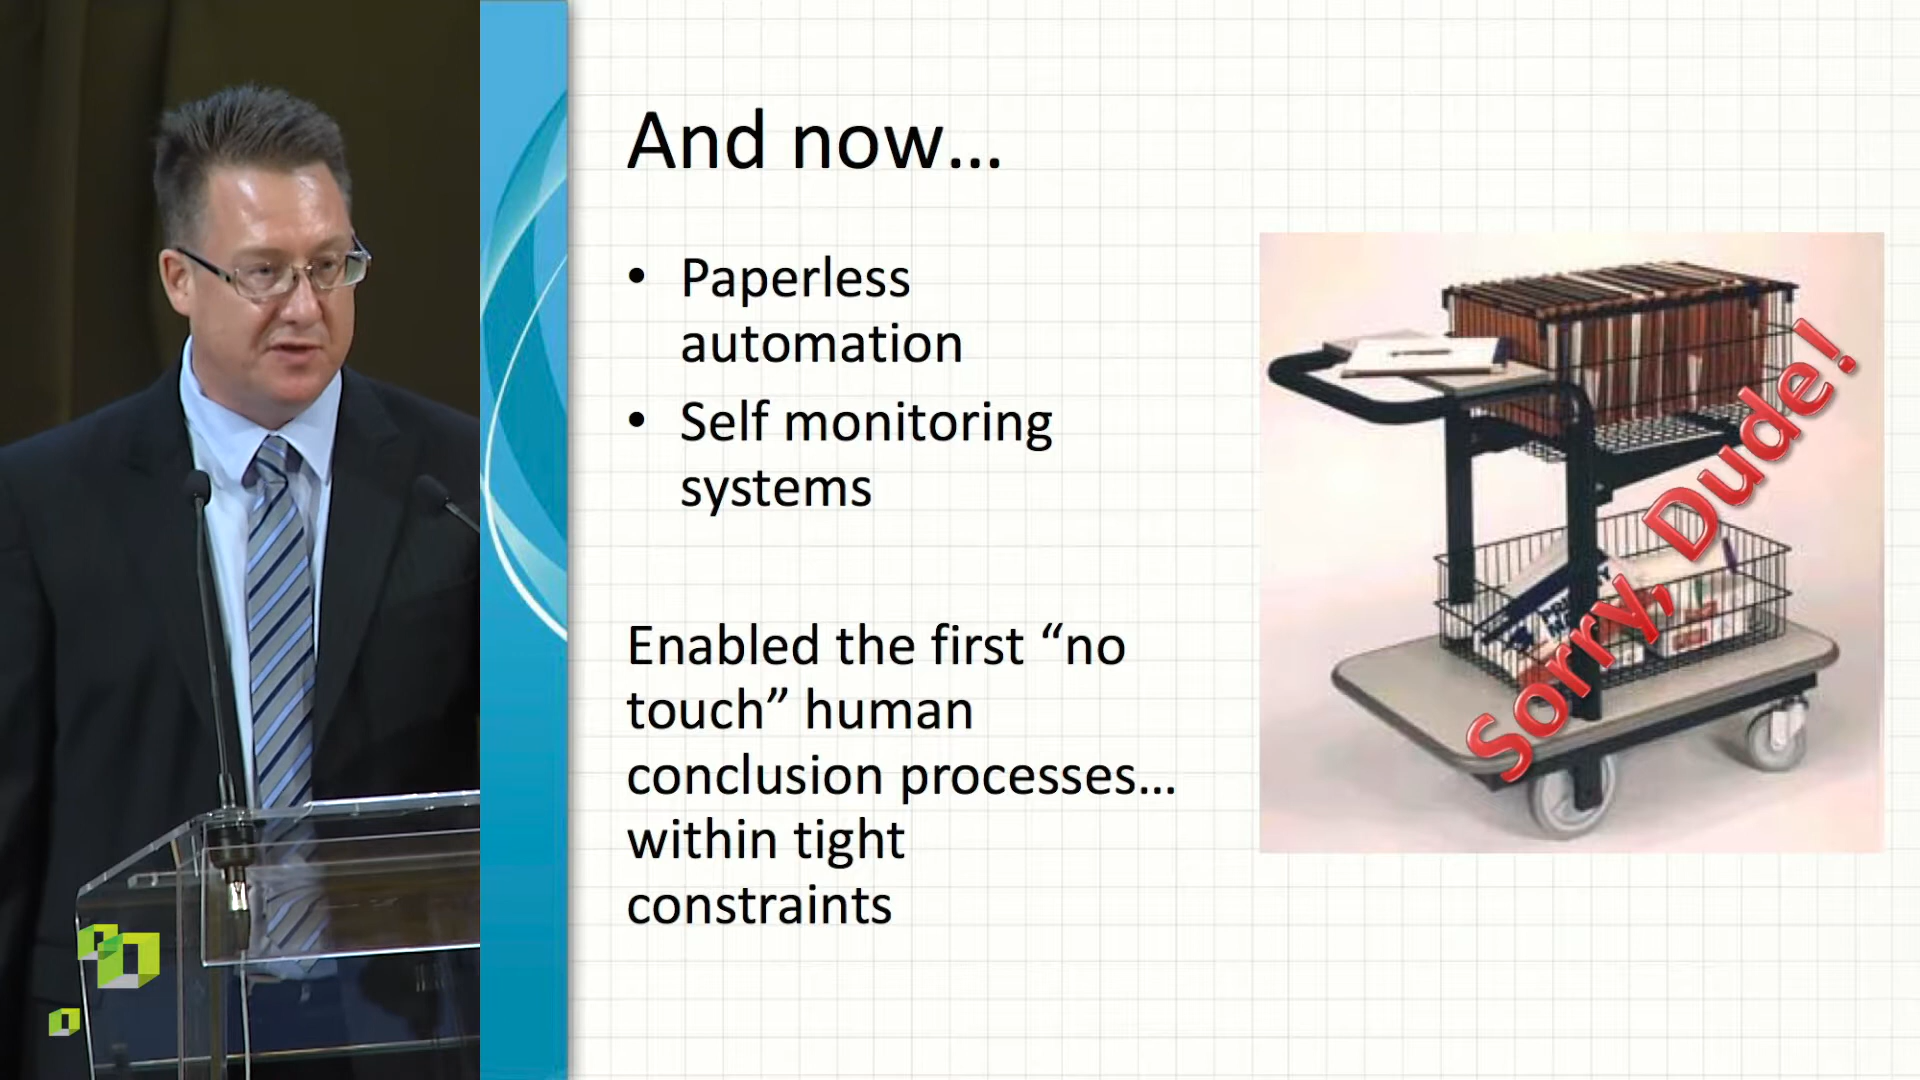 And now...
• Paperless
automation
• Self monitoring
systems
Enabled the first “no
touch” human
conclusion processes...
within tight
constraints
Sorry, Dude!